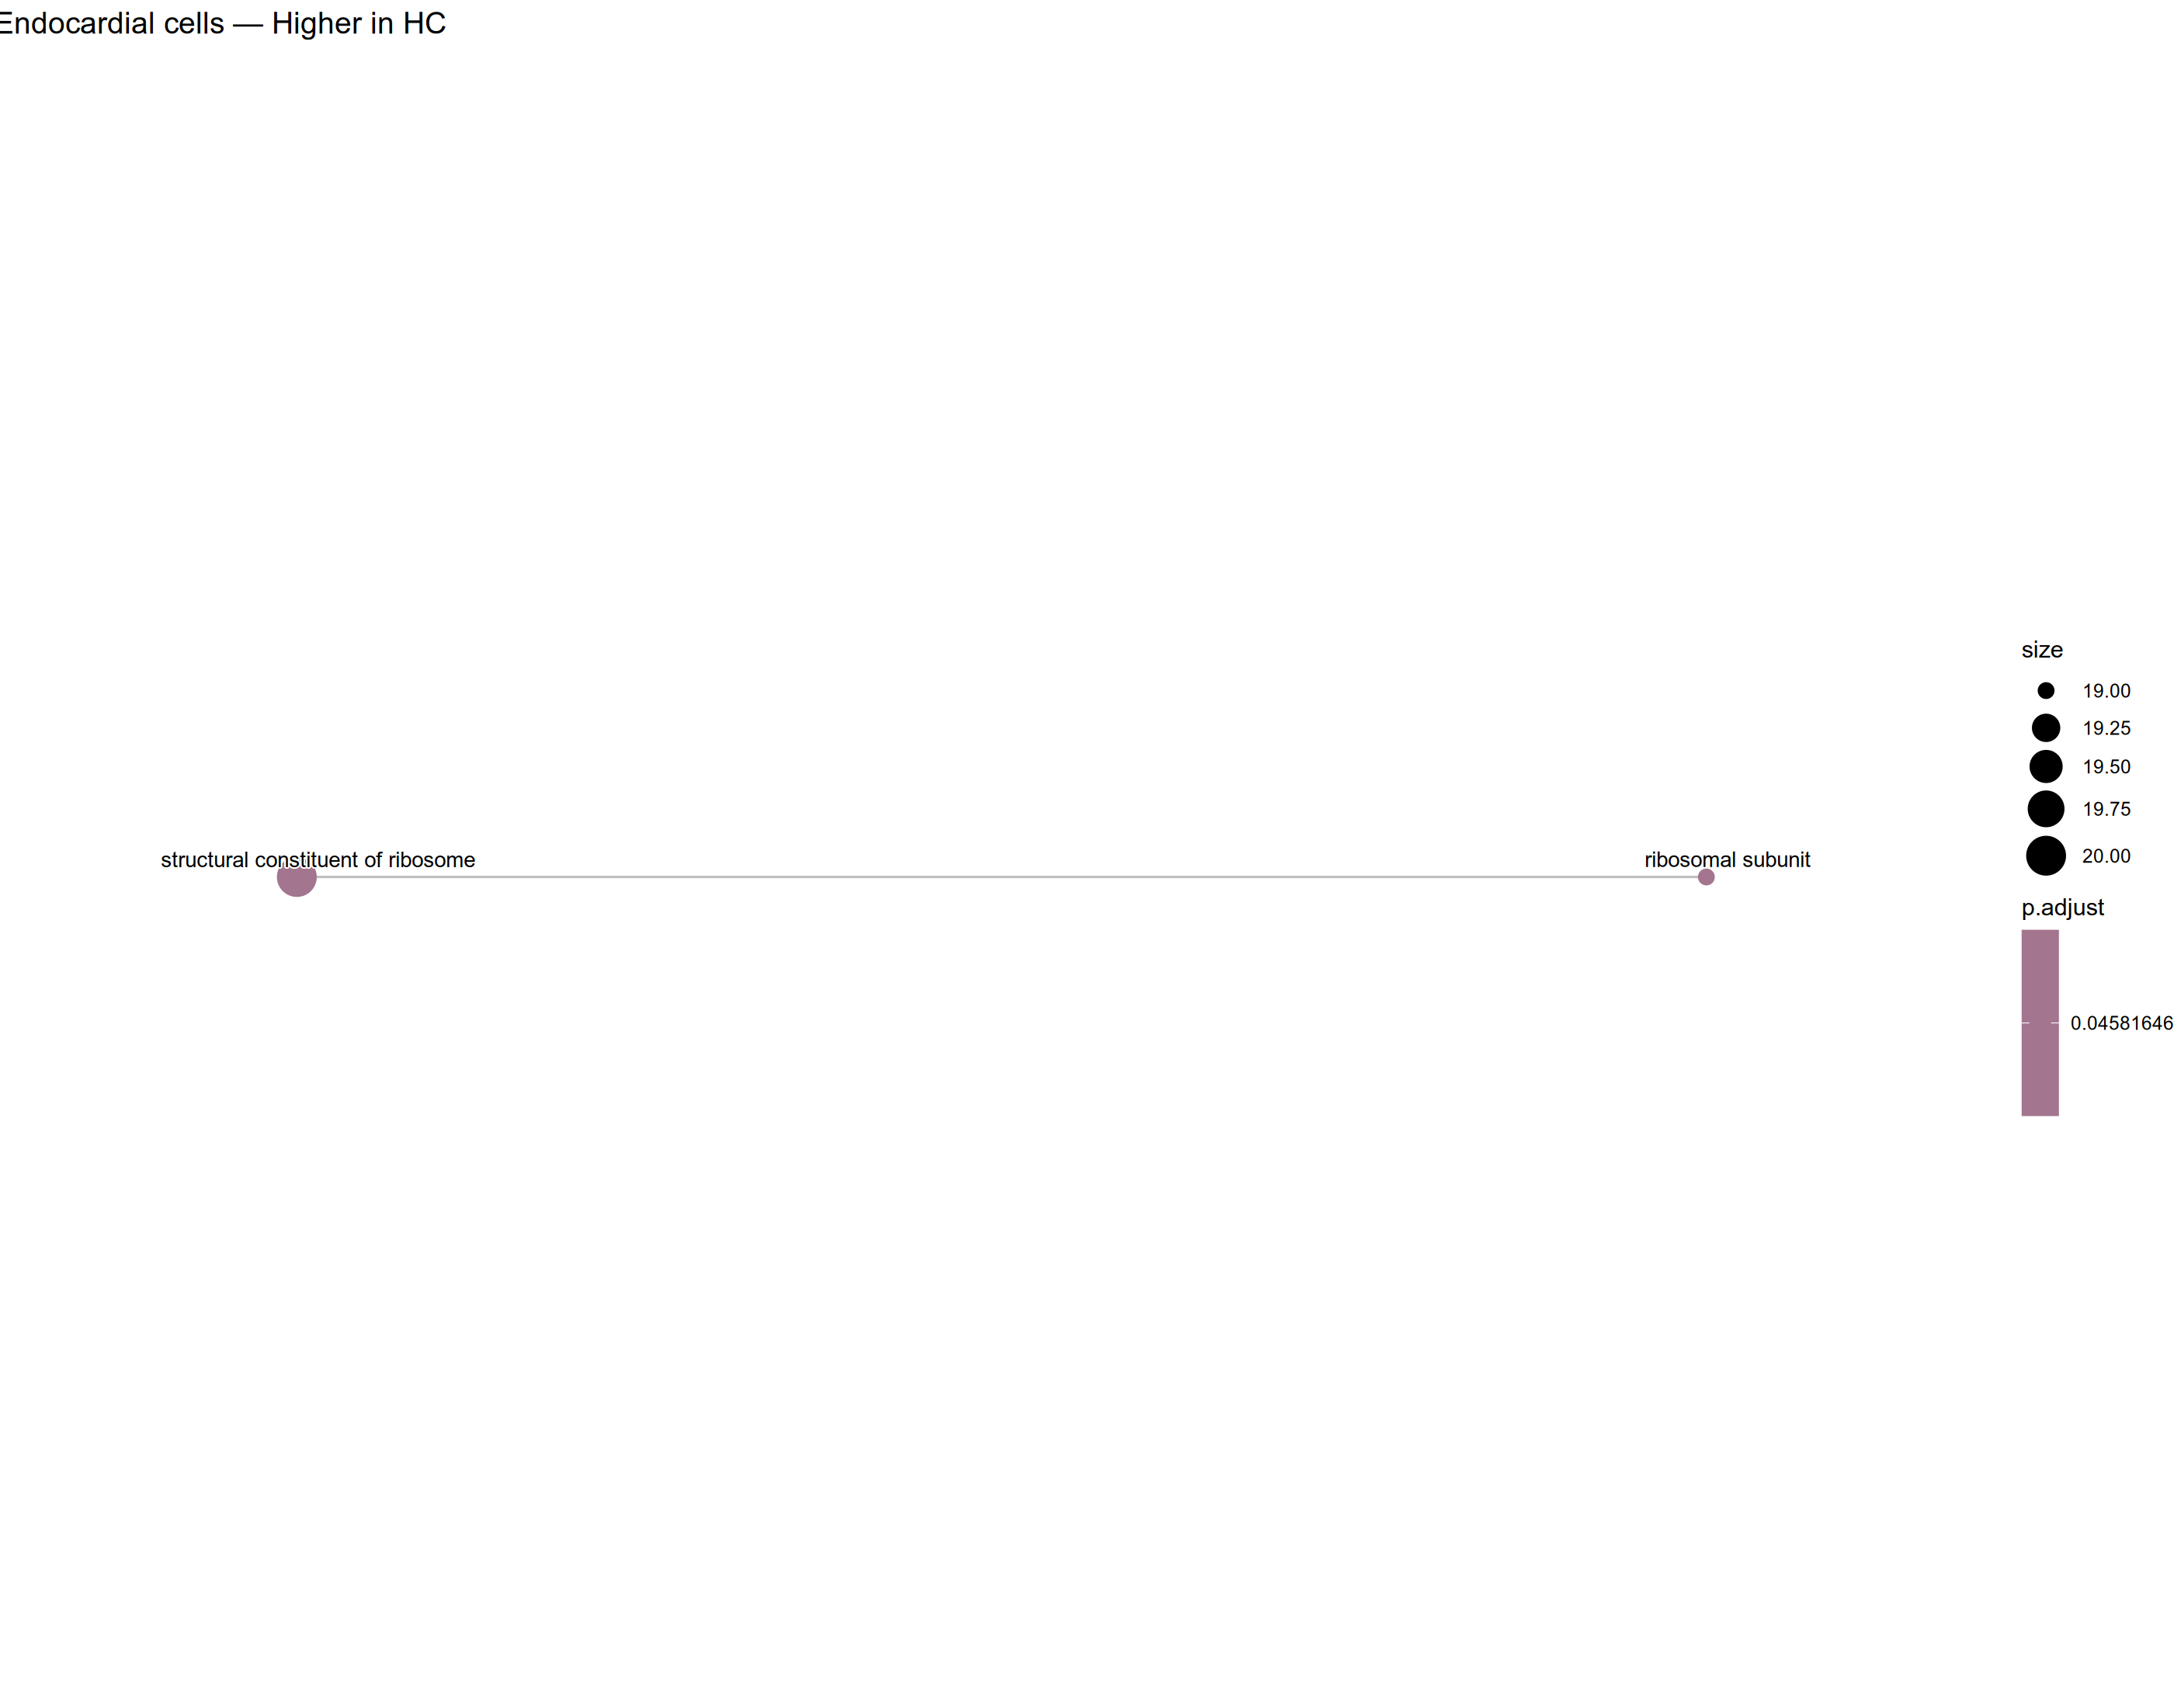 Endocardial cells — Higher in HC
structural constituent of ribosome
ribosomal subunit
size
19.00
19.25
19.50
19.75
20.00
p.adjust
0.04581646